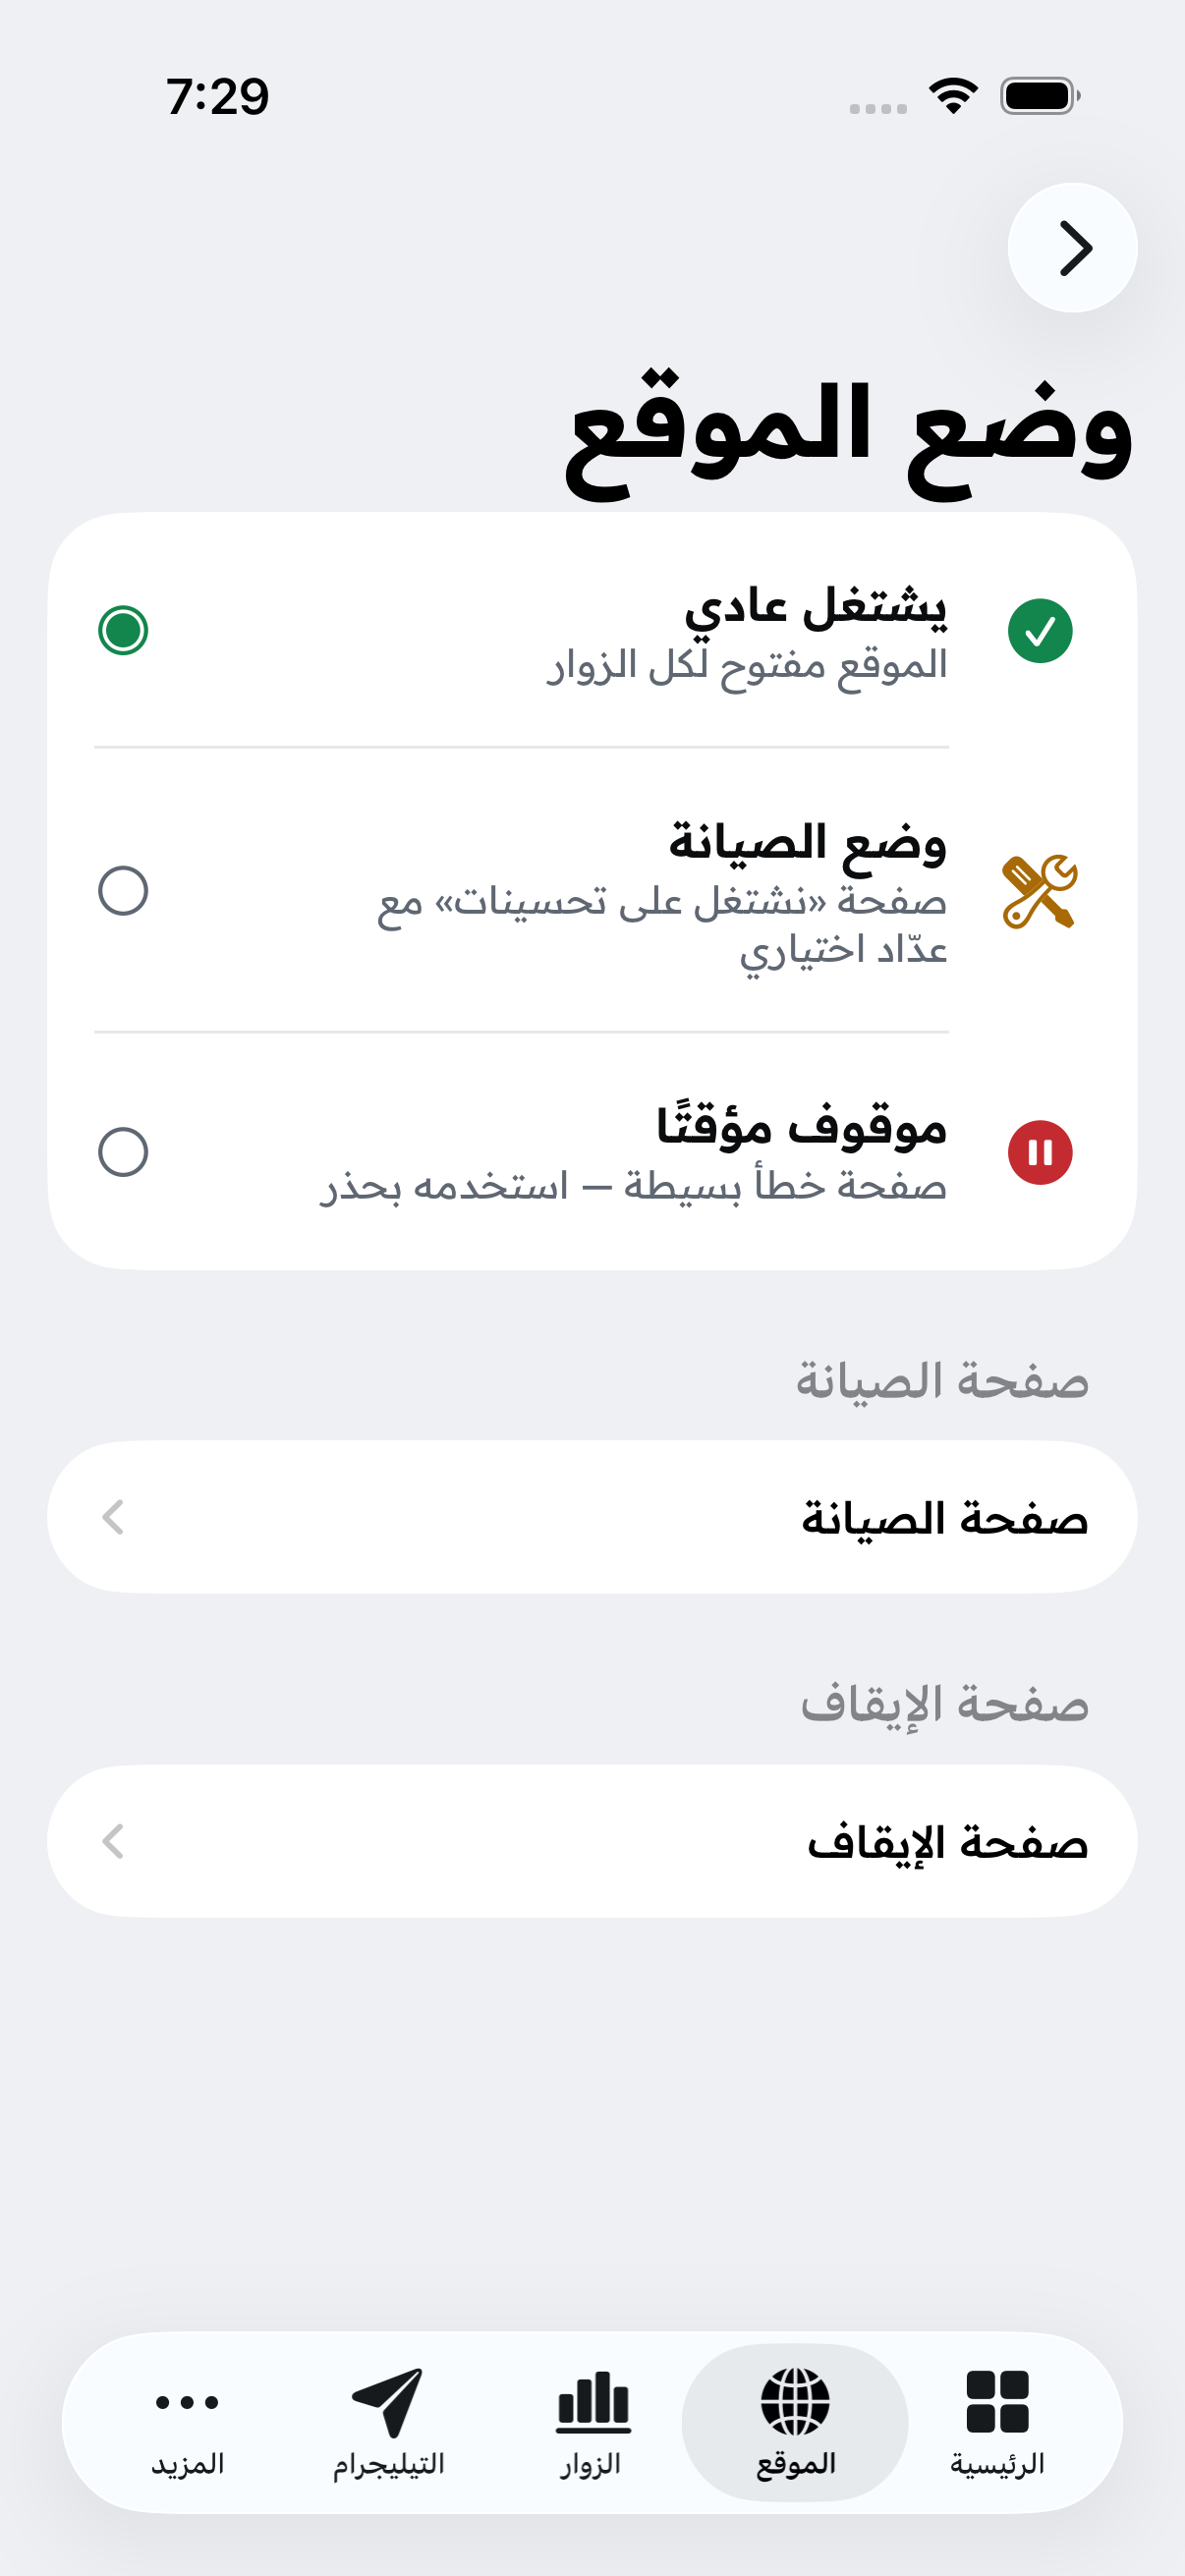 7:29
وضع الموقع
يشتغل عادي
الموقع مفتوح لكل الزوار
وضع الصيانة
صفحة «نشتغل على تحسينات» مع
عدّاد اختياري
موقوف مؤقتًا
صفحة خطأ بسيطة — استخدمه بحذر
صفحة الصيانة
صفحة الصيانة
صفحة الإيقاف
صفحة الإيقاف
الرئيسية
الموقع
الزوار
التيليجرام
المزيد